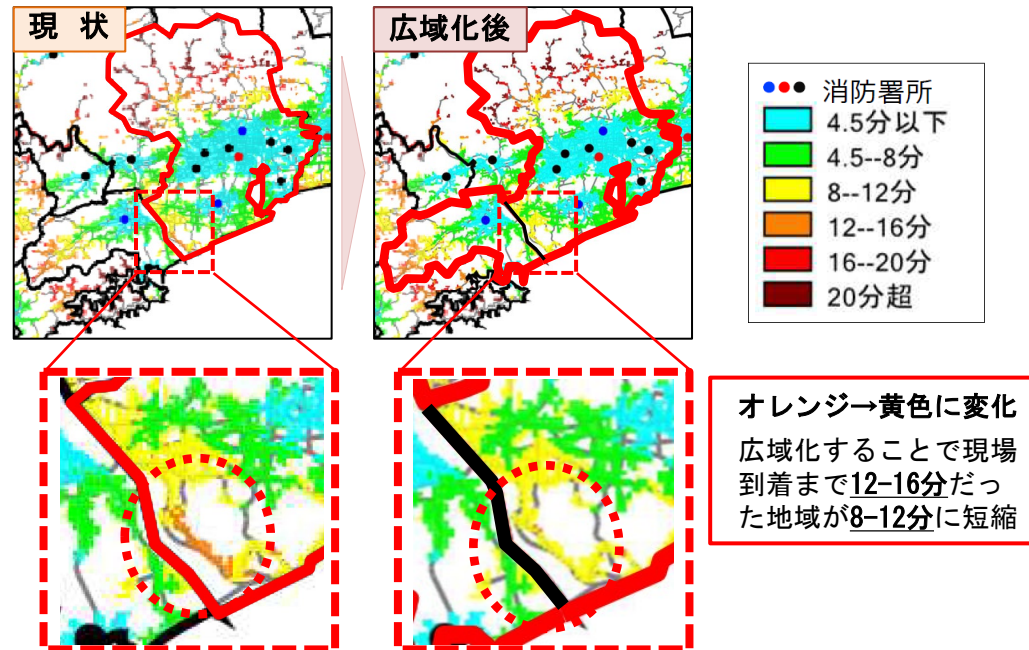 現 状
広域化後
消防署所
4.5分以下
4.5--8分
8--12分
12--16分
16--20分
20分超
オレンジ→黄色に変化
広域化することで現場
到着まで12-16分だっ
た地域が8-12分に短縮